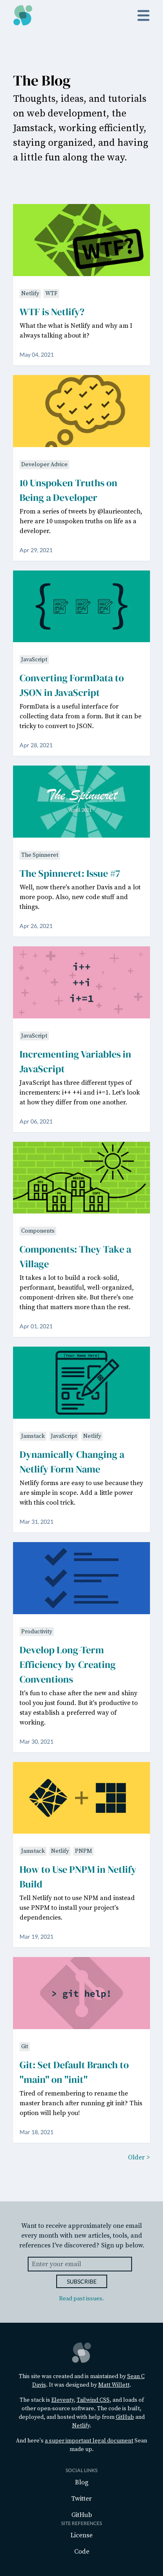 The Blog
Thoughts, ideas, and tutorials
on web development, the
Jamstack, working efficiently,
staying organized, and having
a little fun along the way.
WTF?
Netlify WTF
WTF is Netlify?
What the what is Netlify and why am I
always talking about it?
May 04, 2021
Developer Advice
10 Unspoken Truths on
Being a Developer
From a series of tweets by @laurieontech,
here are 10 unspoken truths on life as a
developer.
Apr 29, 2021
JavaScript
Converting FormData to
JSON in JavaScript
FormData is a useful interface for
collecting data from a form. But it can be
tricky to convert to JSON.
Apr 28, 2021
The Spinneret
The Spinneret
The Spinneret: Issue #7
Well, now there's another Davis and a lot
more poop. Also, new code stuff and
things.
Apr 26, 2021
i++
++i
i+=1
JavaScript
Incrementing Variables in
JavaScript
JavaScript has three different types of
incrementers: i++ ++i and i+=1. Let's look
at how they differ from one another.
Apr 06, 2021
Components
Components: They Take a
Village
It takes a lot to build a rock-solid,
performant, beautiful, well-organized,
component-driven site. But there's one
thing that matters more than the rest.
Apr 01, 2021
{Your Name Here}
Jamstack JavaScript Netlify
Dynamically Changing a
Netlify Form Name
Netlify forms are easy to use because they
are simple in scope. Add a little power
with this cool trick.
Mar 31, 2021
Productivity
Develop Long-Term
Efficiency by Creating
Conventions
It's fun to chase after the new and shiny
tool you just found. But it's productive to
stay establish a preferred way of
working.
Mar 30, 2021
Jamstack Netlify PNPM
How to Use PNPM in Netlify
Build
Tell Netlify not to use NPM and instead
use PNPM to install your project's
dependencies.
Mar 19, 2021
> git help!
Git
Git: Set Default Branch to
"main" on "init"
Tired of remembering to rename the
master branch after running git init? This
option will help you!
Mar 18, 2021
Older >
Want to receive approximately one email
every month with new articles, tools, and
resources I've discovered? Sign up below.
Enter your email
SUBSCRIBE
Read past issues.
This site was created and is maintained by Sean C
Davis. It was designed by Matt Willett.
The stack is Eleventy, Tailwind CSS, and loads of
other open-source software. The code is built,
deployed, and hosted with help from GitHub and
Netlify.
And here's a super important legal document Sean
made up.
SOCIAL LINKS
Blog
Twitter
GitHub
SITE REFERENCES
License
Code